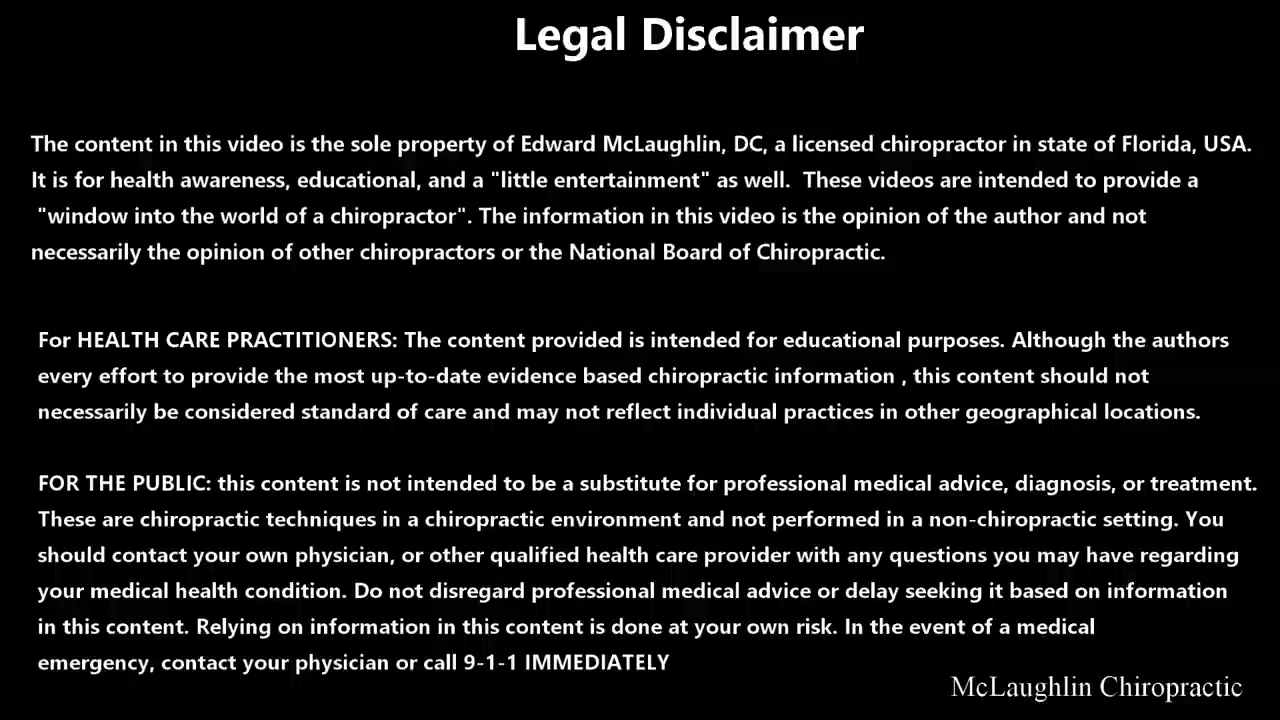 Legal Disclaimer
The content in this video is the sole property of Edward McLaughlin, DC, a licensed chiropractor in state of Florida, USA.
It is for health awareness, educational, and a "little entertainment" as well.  These videos are intended to provide a
"window into the world of a chiropractor". The information in this video is the opinion of the author and not
necessarily the opinion of other chiropractors or the National Board of Chiropractic.
For HEALTH CARE PRACTITIONERS: The content provided is intended for educational purposes. Although the authors
every effort to provide the most up-to-date evidence based chiropractic information , this content should not
necessarily be considered standard of care and may not reflect individual practices in other geographical locations.
FOR THE PUBLIC: this content is not intended to be a substitute for professional medical advice, diagnosis, or treatment.
These are chiropractic techniques in a chiropractic environment and not performed in a non-chiropractic setting. You
should contact your own physician, or other qualified health care provider with any questions you may have regarding
your medical health condition. Do not disregard professional medical advice or delay seeking it based on information
in this content. Relying on information in this content is done at your own risk. In the event of a medical
emergency, contact your physician or call 9-1-1 IMMEDIATELY
McLaughlin Chiropractic